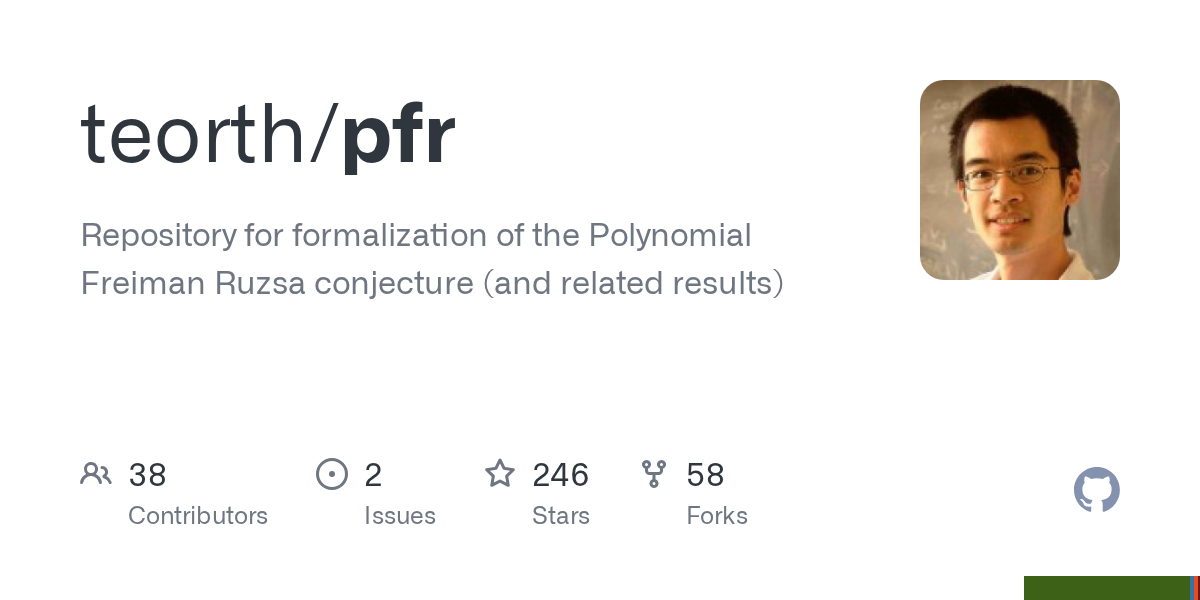 teorth/pfr
Repository for formalization of the Polynomial
Freiman Ruzsa conjecture (and related results)
38 2 246 58
Contributors Issues Stars Forks